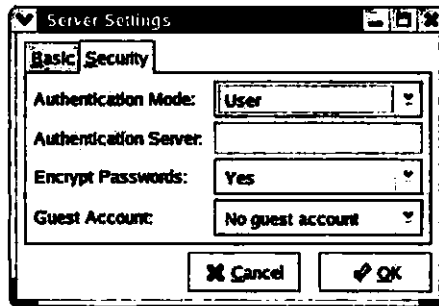 Server Settings
Basic Security
Authentication Mode: User
Authentication Server:
Encrypt Passwords: Yes
Guest Account: No guest account
Cancel OK